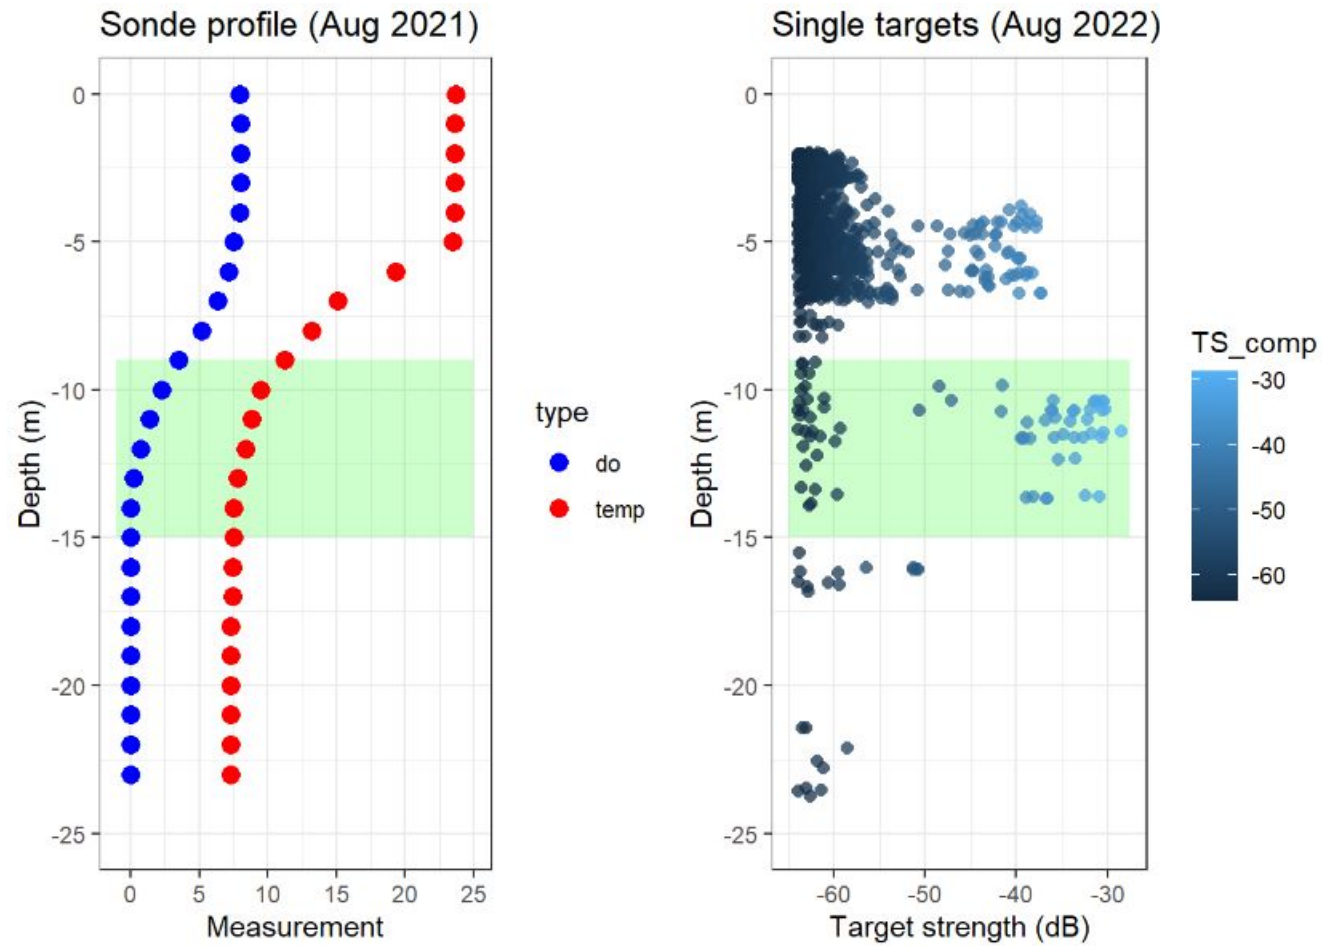 Sonde profile (Aug 2021)
Depth (m)
0
-5
-10
-15
-20
-25
0 5 10 15 20 25
Measurement
type
do
temp
Single targets (Aug 2022)
Depth (m)
0
-5
-10
-15
-20
-25
-60 -50 -40 -30
Target strength (dB)
TS_comp
-30
-40
-50
-60